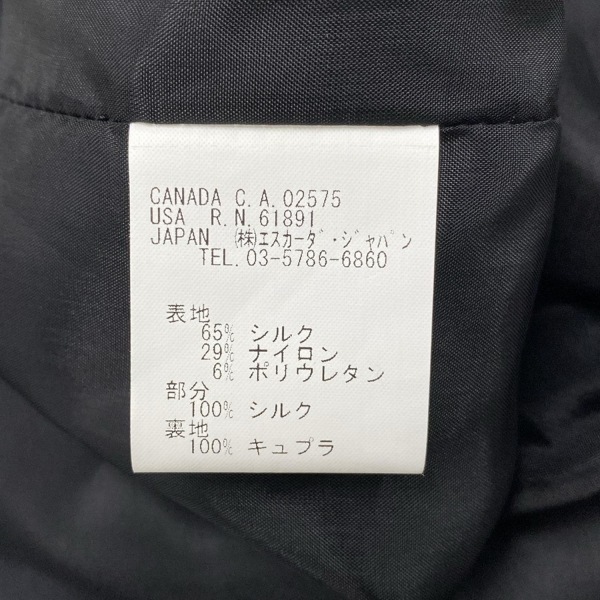 CANADA C.A.02575
USA R.N.61891
JAPAN ㈱ｴｽｶｰﾀﾞ・ｼﾞｬﾊﾟﾝ
TEL.03-5786-6860
表地
65% シルク
29% ナイロン
6% ポリウレタン
部分
100% シルク
裏地
100% キュプラ